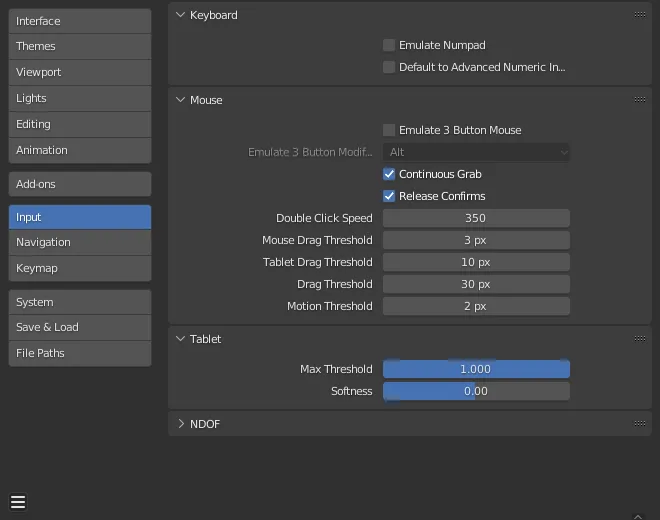 Interface
Themes
Viewport
Lights
Editing
Animation
Add-ons
Input
Navigation
Keymap
System
Save & Load
File Paths
Keyboard
Emulate Numpad
Default to Advanced Numeric In...
Mouse
Emulate 3 Button Mouse
Emulate 3 Button Modif... Alt
Continuous Grab
Release Confirms
Double Click Speed 350
Mouse Drag Threshold 3 px
Tablet Drag Threshold 10 px
Drag Threshold 30 px
Motion Threshold 2 px
Tablet
Max Threshold 1.000
Softness 0.00
NDOF